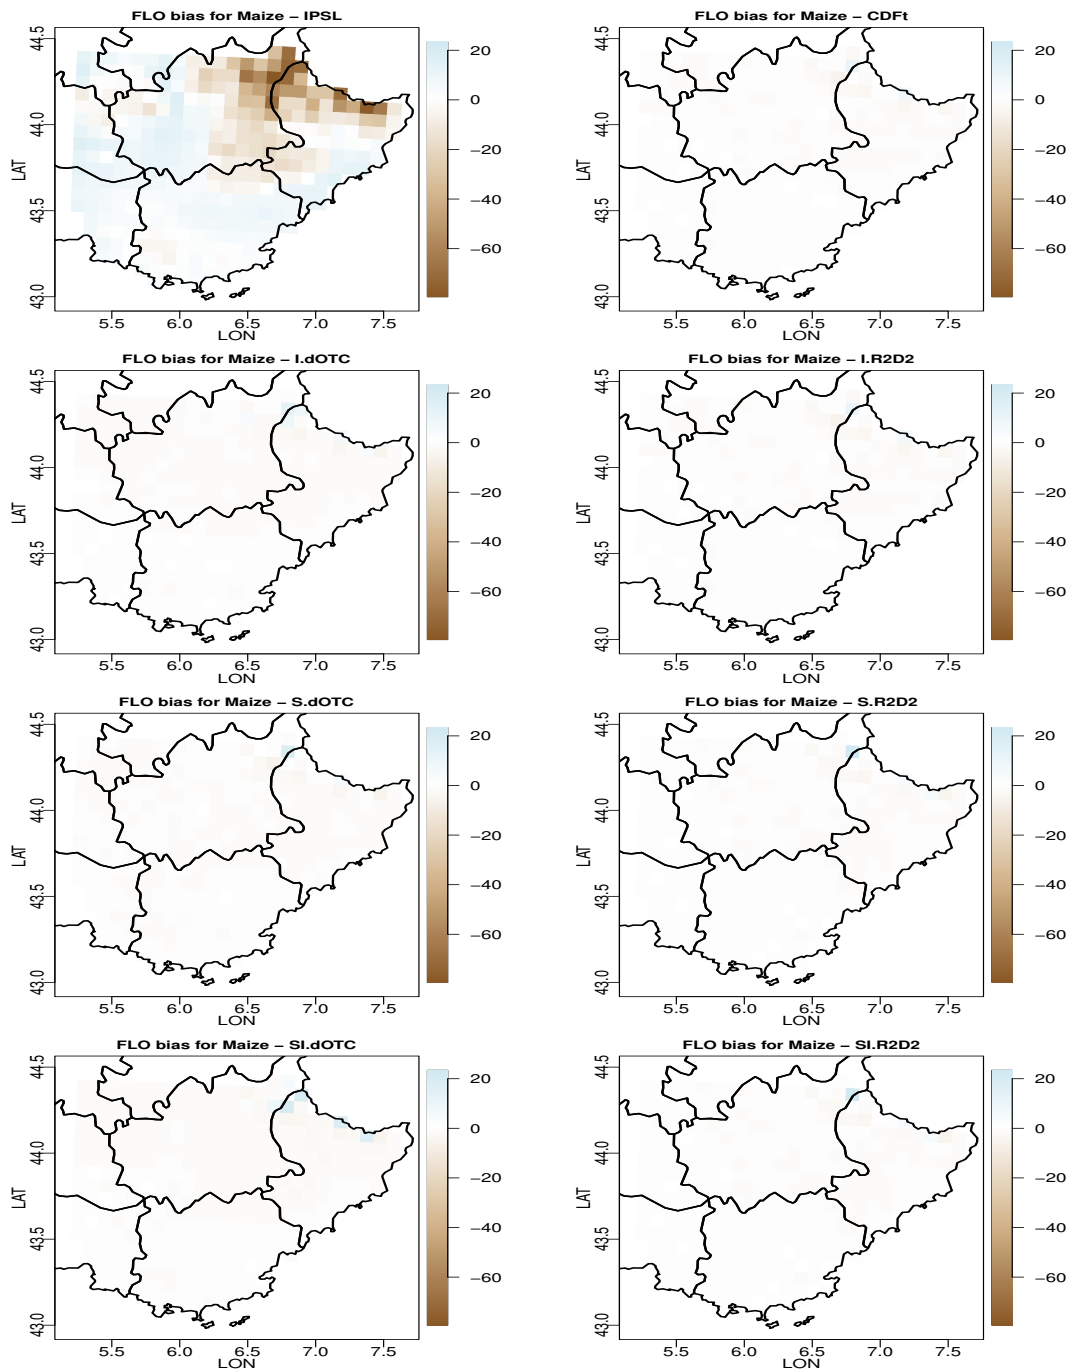 FLO bias for Maize − IPSL
44.5
44.0
43.5
43.0
LAT
5.5 6.0 6.5 7.0 7.5
LON
20
0
−20
−40
−60
FLO bias for Maize − CDFt
44.5
44.0
43.5
43.0
LAT
5.5 6.0 6.5 7.0 7.5
LON
20
0
−20
−40
−60
FLO bias for Maize − I.dOTC
44.5
44.0
43.5
43.0
LAT
5.5 6.0 6.5 7.0 7.5
LON
20
0
−20
−40
−60
FLO bias for Maize − I.R2D2
44.5
44.0
43.5
43.0
LAT
5.5 6.0 6.5 7.0 7.5
LON
20
0
−20
−40
−60
FLO bias for Maize − S.dOTC
44.5
44.0
43.5
43.0
LAT
5.5 6.0 6.5 7.0 7.5
LON
20
0
−20
−40
−60
FLO bias for Maize − S.R2D2
44.5
44.0
43.5
43.0
LAT
5.5 6.0 6.5 7.0 7.5
LON
20
0
−20
−40
−60
FLO bias for Maize − SI.dOTC
44.5
44.0
43.5
43.0
LAT
5.5 6.0 6.5 7.0 7.5
LON
20
0
−20
−40
−60
FLO bias for Maize − SI.R2D2
44.5
44.0
43.5
43.0
LAT
5.5 6.0 6.5 7.0 7.5
LON
20
0
−20
−40
−60